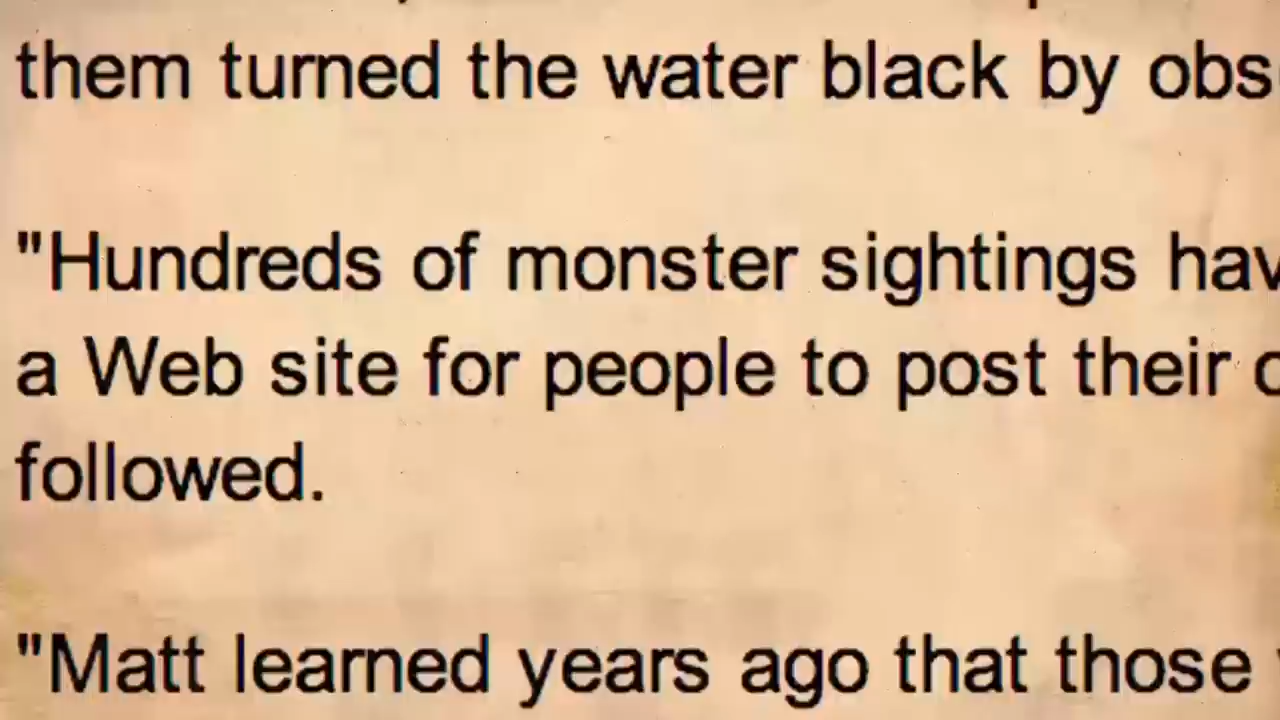 them turned the water black by obs
"Hundreds of monster sightings hav
a Web site for people to post their
followed.
"Matt learned years ago that those